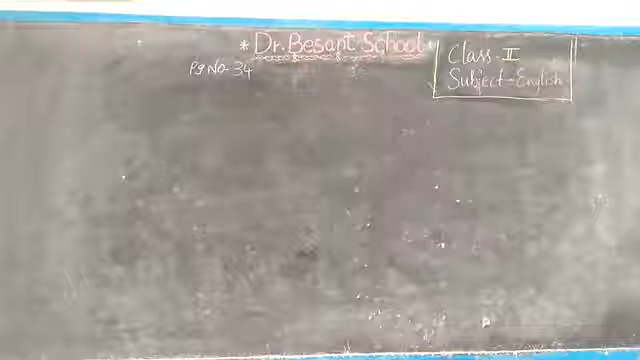 * Dr. Besant School *
Pg No-34
Class - II
Subject - English